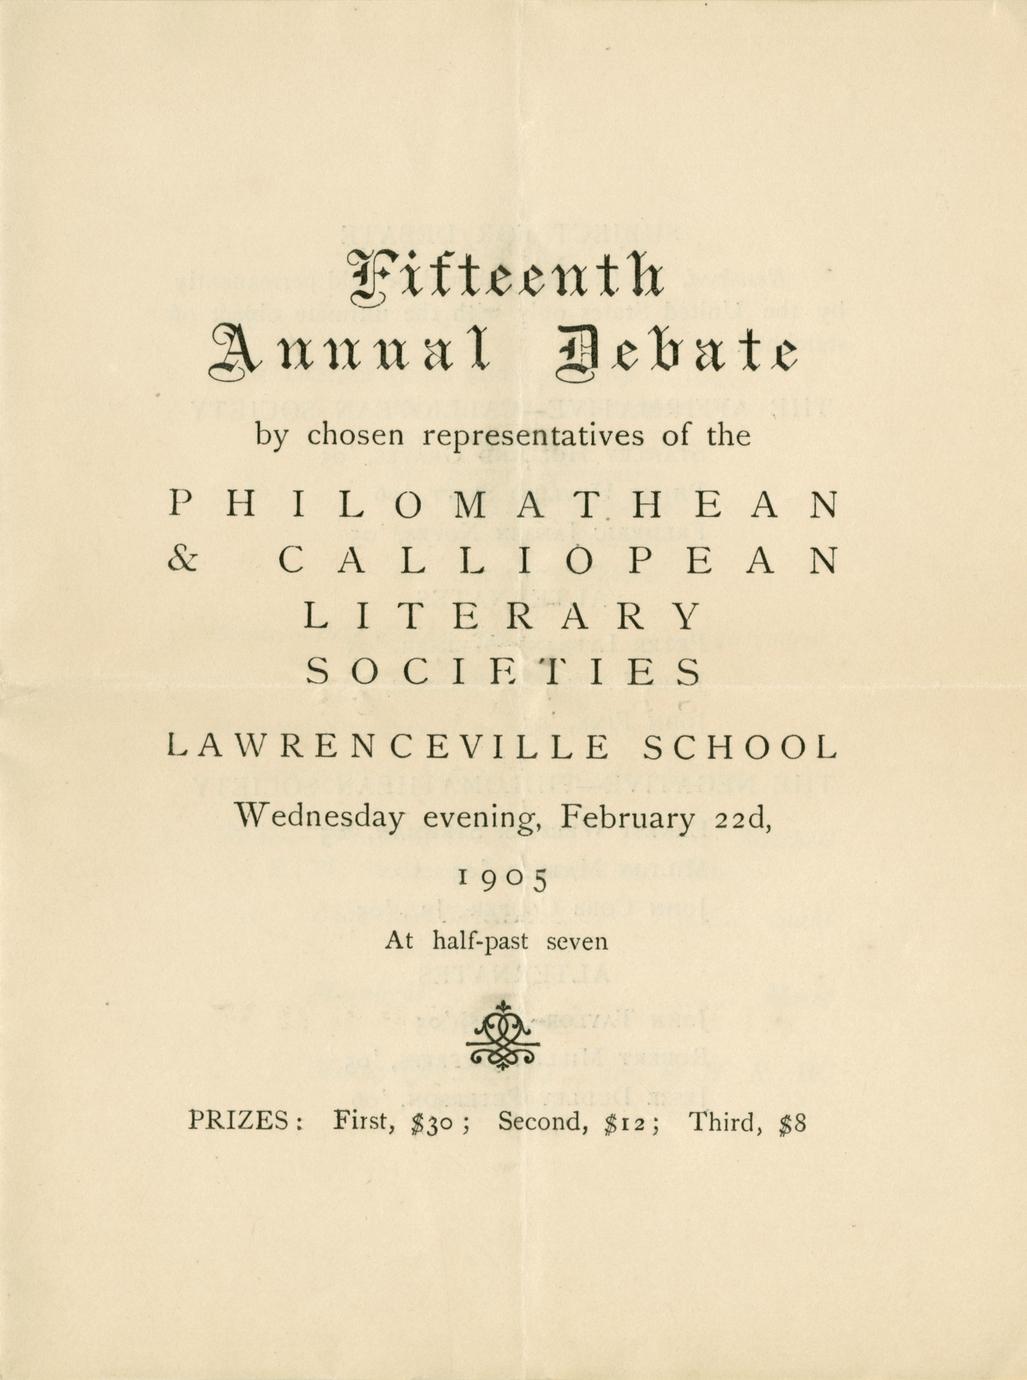 Fifteenth
Annual Debate
by chosen representatives of the
PHILOMATHEAN
& CALLIOPEAN
LITERARY
SOCIETIES
LAWRENCEVILLE SCHOOL
Wednesday evening, February 22d,
1905
At half-past seven
PRIZES: First, $30; Second, $12; Third, $8